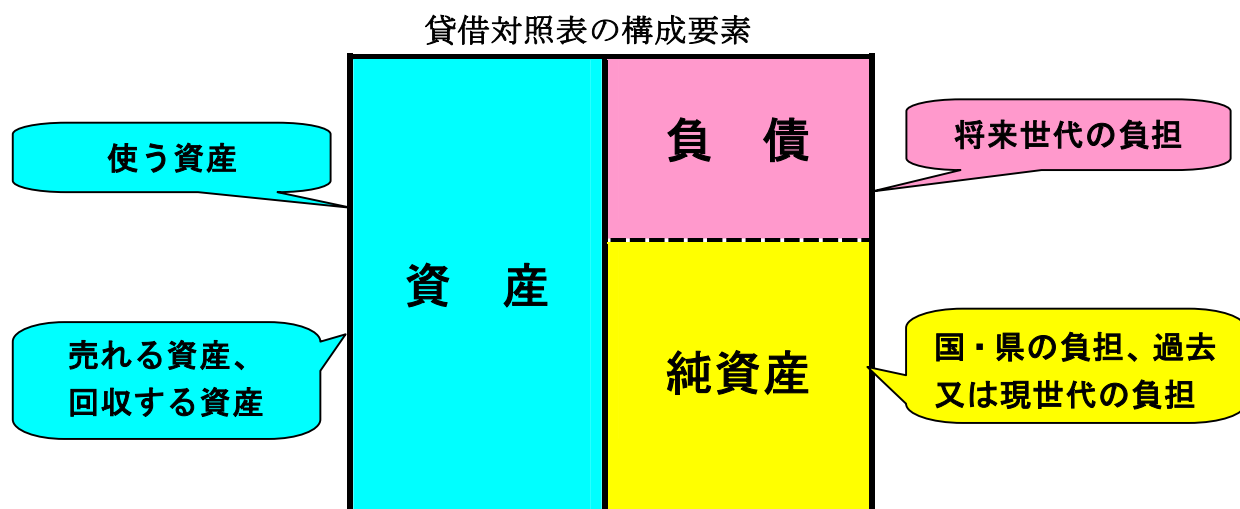 貸借対照表の構成要素
使う資産
売れる資産、
回収する資産
資　産
負　債
純資産
将来世代の負担
国・県の負担、過去
又は現世代の負担